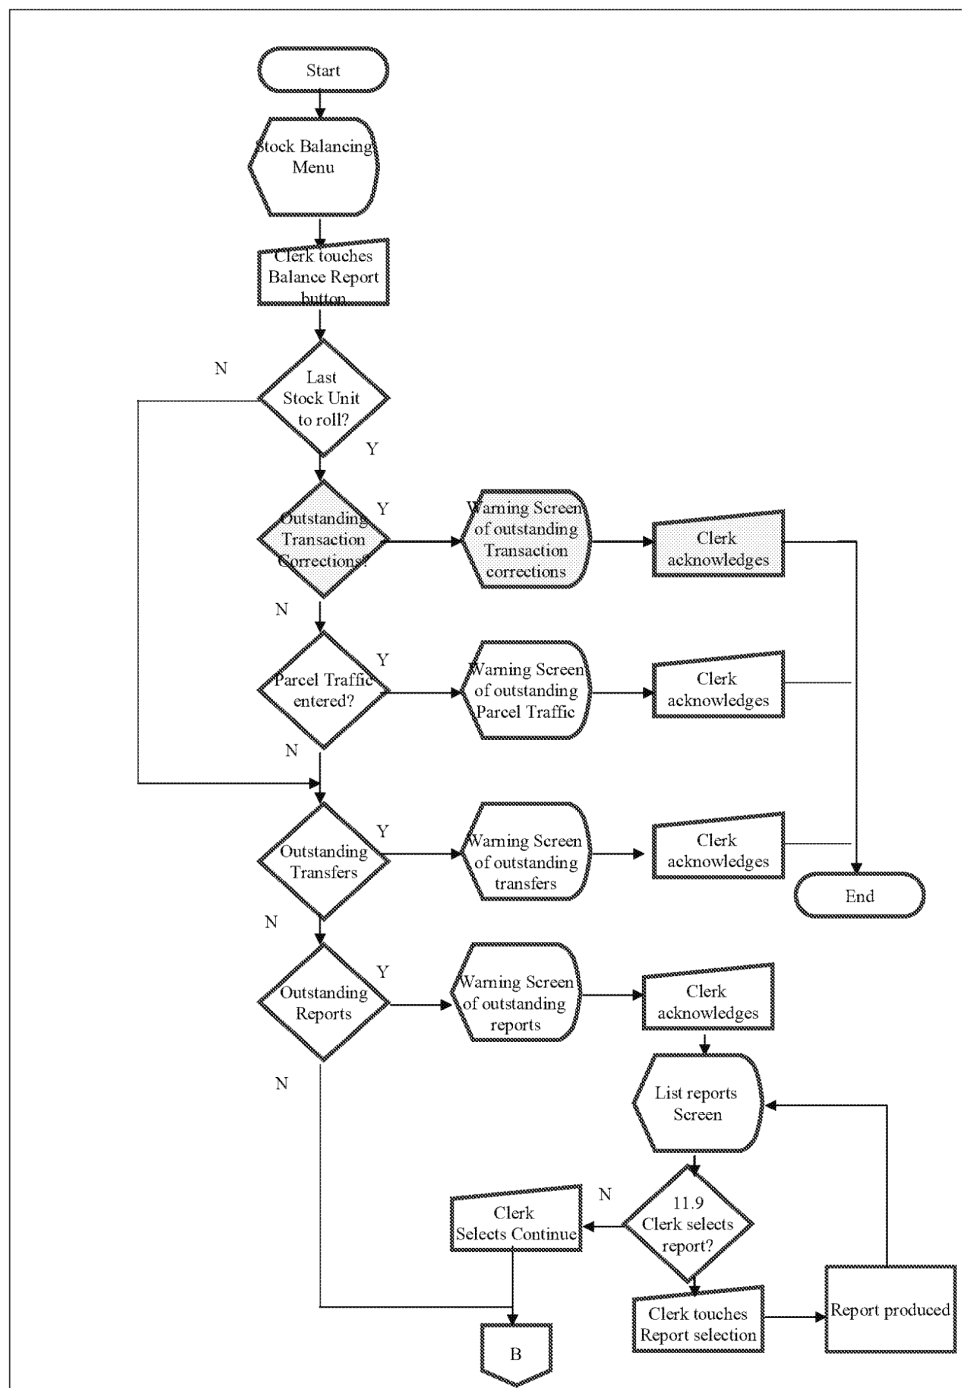 Start
Stock Balancing
Menu
Clerk touches
Balance Report
button
N
Last
Stock Unit
to roll?
Y
Outstanding
Transaction
Corrections?
Y
Warning Screen
of outstanding
Transaction
corrections
Clerk
acknowledges
N
Parcel Traffic
entered?
Y
Warning Screen
of outstanding
Parcel Traffic
Clerk
acknowledges
N
Outstanding
Transfers
Y
Warning Screen
of outstanding
transfers
Clerk
acknowledges
End
N
Outstanding
Reports
Y
Warning Screen
of outstanding
reports
Clerk
acknowledges
N
List reports
Screen
11.9
Clerk selects
report?
N
Clerk
Selects Continue
Clerk touches
Report selection
Report produced
B